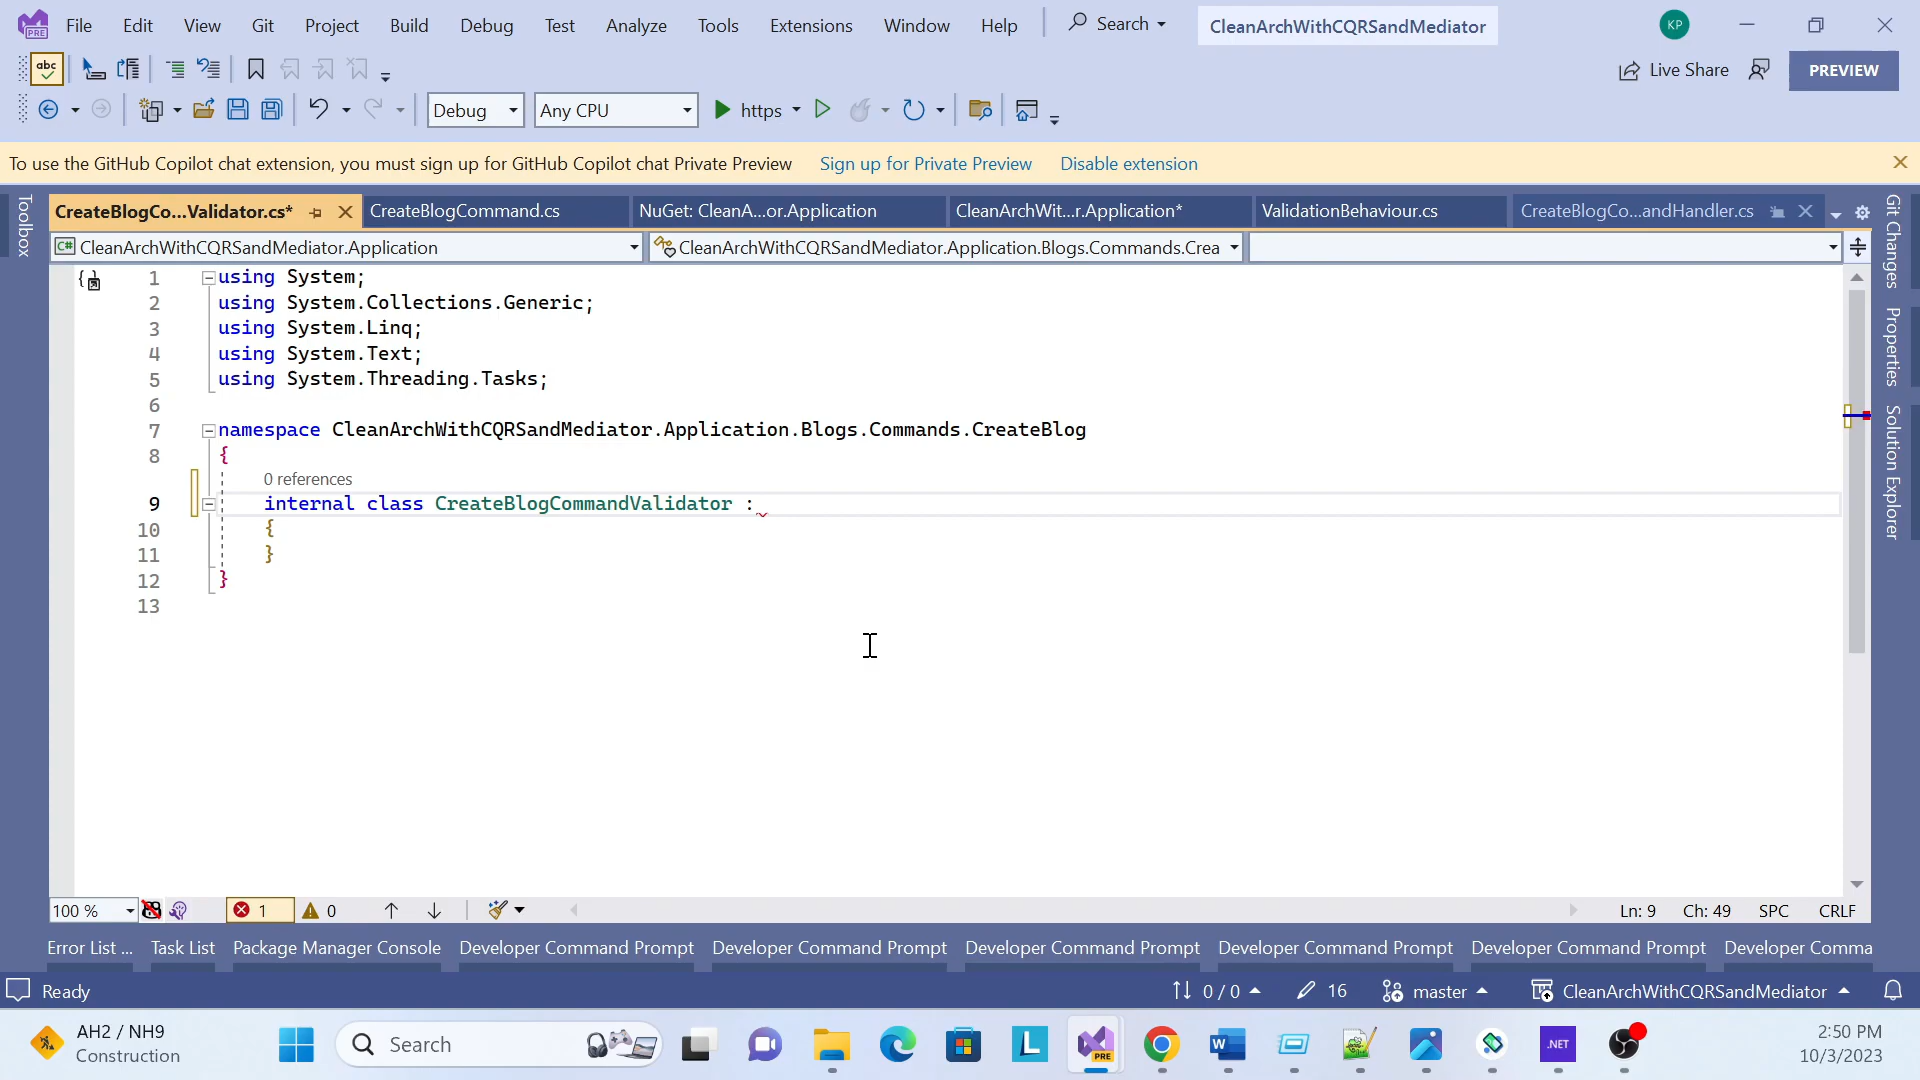 File Edit View Git Project Build Debug Test Analyze Tools Extensions Window Help Search CleanArchWithCQRSandMediator KP
PRE
abc Live Share PREVIEW
Debug Any CPU https
To use the GitHub Copilot chat extension, you must sign up for GitHub Copilot chat Private Preview Sign up for Private Preview Disable extension
Toolbox
CreateBlogCo...Validator.cs* CreateBlogCommand.cs NuGet: CleanA...or.Application CleanArchWit...r.Application* ValidationBehaviour.cs CreateBlogCo...andHandler.cs
CleanArchWithCQRSandMediator.Application CleanArchWithCQRSandMediator.Application.Blogs.Commands.Crea
Git Changes
Properties
Solution Explorer
1 using System;
2 using System.Collections.Generic;
3 using System.Linq;
4 using System.Text;
5 using System.Threading.Tasks;
6
7 namespace CleanArchWithCQRSandMediator.Application.Blogs.Commands.CreateBlog
8 {
0 references
9 internal class CreateBlogCommandValidator :
10 {
11 }
12 }
13
100 % 1 0 Ln: 9 Ch: 49 SPC CRLF
Error List ... Task List Package Manager Console Developer Command Prompt Developer Command Prompt Developer Command Prompt Developer Command Prompt Developer Command Prompt Developer Comma
Ready 0 / 0 16 master CleanArchWithCQRSandMediator
AH2 / NH9
Construction
Search
L
PRE
W
.NET
2:50 PM
10/3/2023